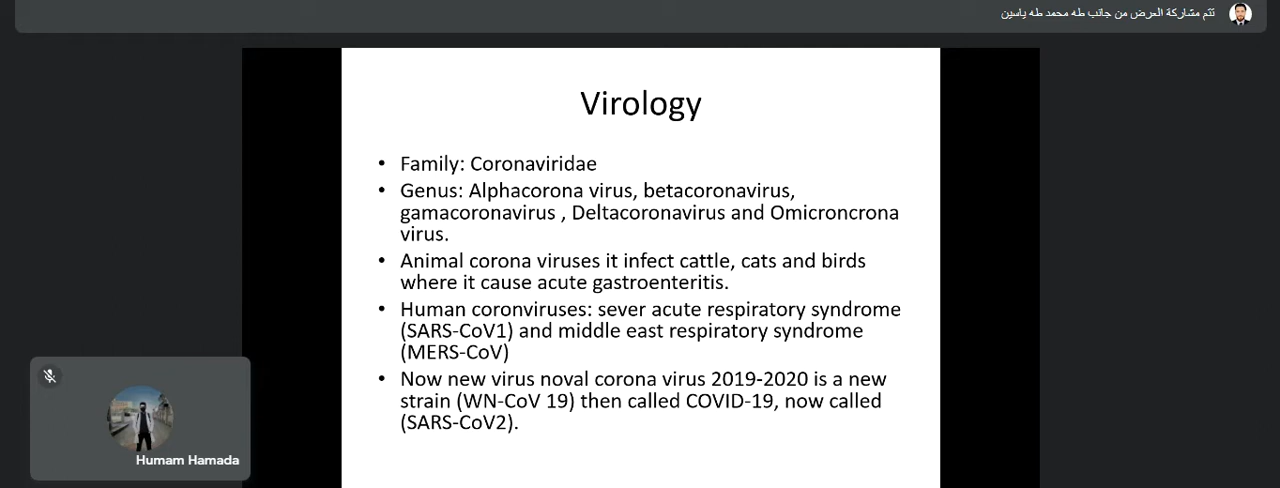 تتم مشاركة العرض من جانب طه محمد طه ياسين
Virology
• Family: Coronaviridae
• Genus: Alphacorona virus, betacoronavirus,
gamacoronavirus , Deltacoronavirus and Omicroncrona
virus.
• Animal corona viruses it infect cattle, cats and birds
where it cause acute gastroenteritis.
• Human coronviruses: sever acute respiratory syndrome
(SARS-CoV1) and middle east respiratory syndrome
(MERS-CoV)
• Now new virus noval corona virus 2019-2020 is a new
strain (WN-CoV 19) then called COVID-19, now called
(SARS-CoV2).
Humam Hamada